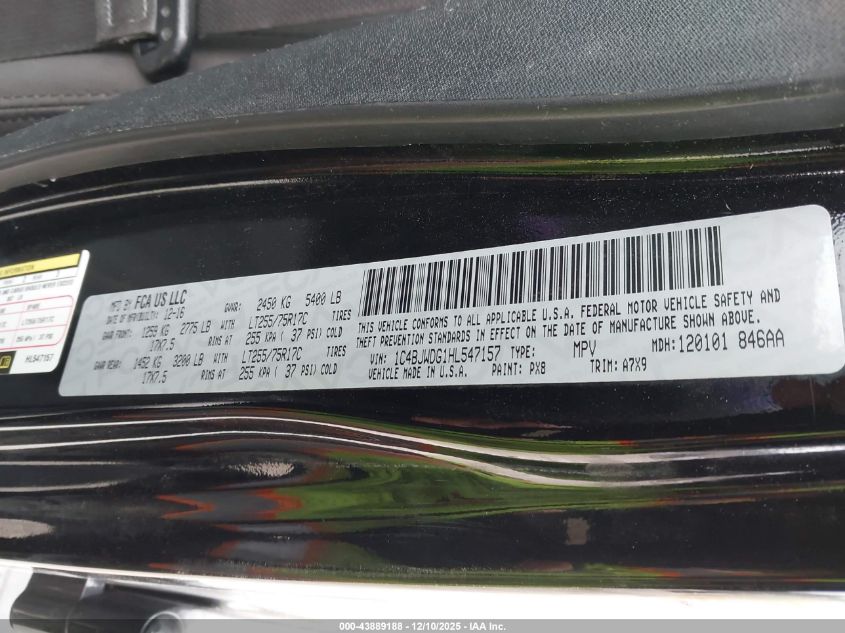 MFD BY FCA US LLC
DATE OF MFR/BUILT: 12-16
GVWR: 2450 KG 5400 LB
GAWR FRONT: 1259 KG 2775 LB WITH LT255/75R17C TIRES
17X7.5 RIMS AT 255 KPA ( 37 PSI) COLD
GAWR REAR: 1452 KG 3200 LB WITH LT255/75R17C TIRES
17X7.5 RIMS AT 255 KPA ( 37 PSI) COLD
THIS VEHICLE CONFORMS TO ALL APPLICABLE U.S.A. FEDERAL MOTOR VEHICLE SAFETY AND
THEFT PREVENTION STANDARDS IN EFFECT ON THE DATE OF MANUFACTURE SHOWN ABOVE.
VIN: 1C4BJWDG1HL547157 TYPE: MPV MDH: 120101 846AA
VEHICLE MADE IN U.S.A. PAINT: PX8 TRIM: A7X9
INFORMATION
HL547157
000-43889188 - 12/10/2025 - IAA Inc.